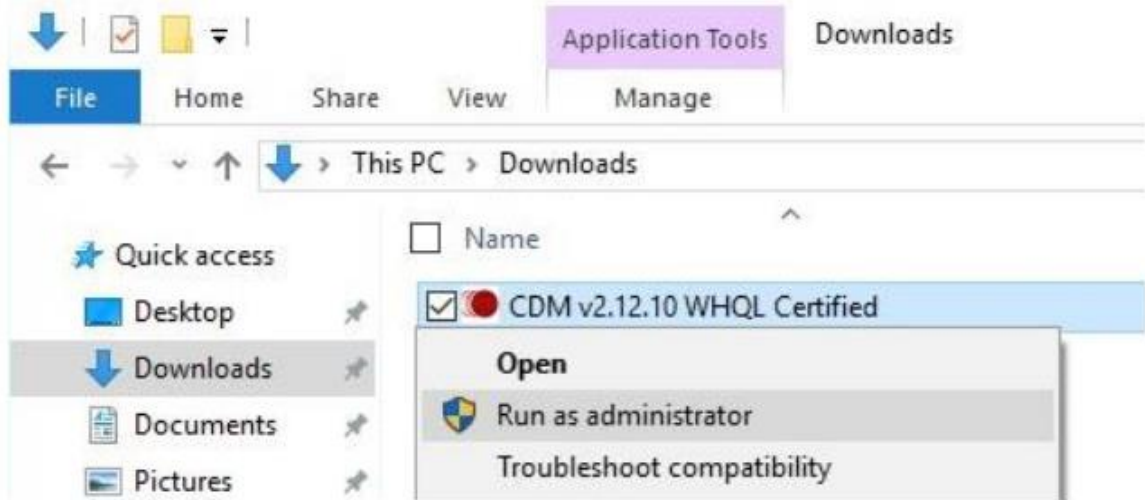 Application Tools
Downloads
File
Home
Share
View
Manage
This PC > Downloads
Quick access
Name
Desktop
CDM v2.12.10 WHQL Certified
Downloads
Open
Run as administrator
Documents
Troubleshoot compatibility
Pictures